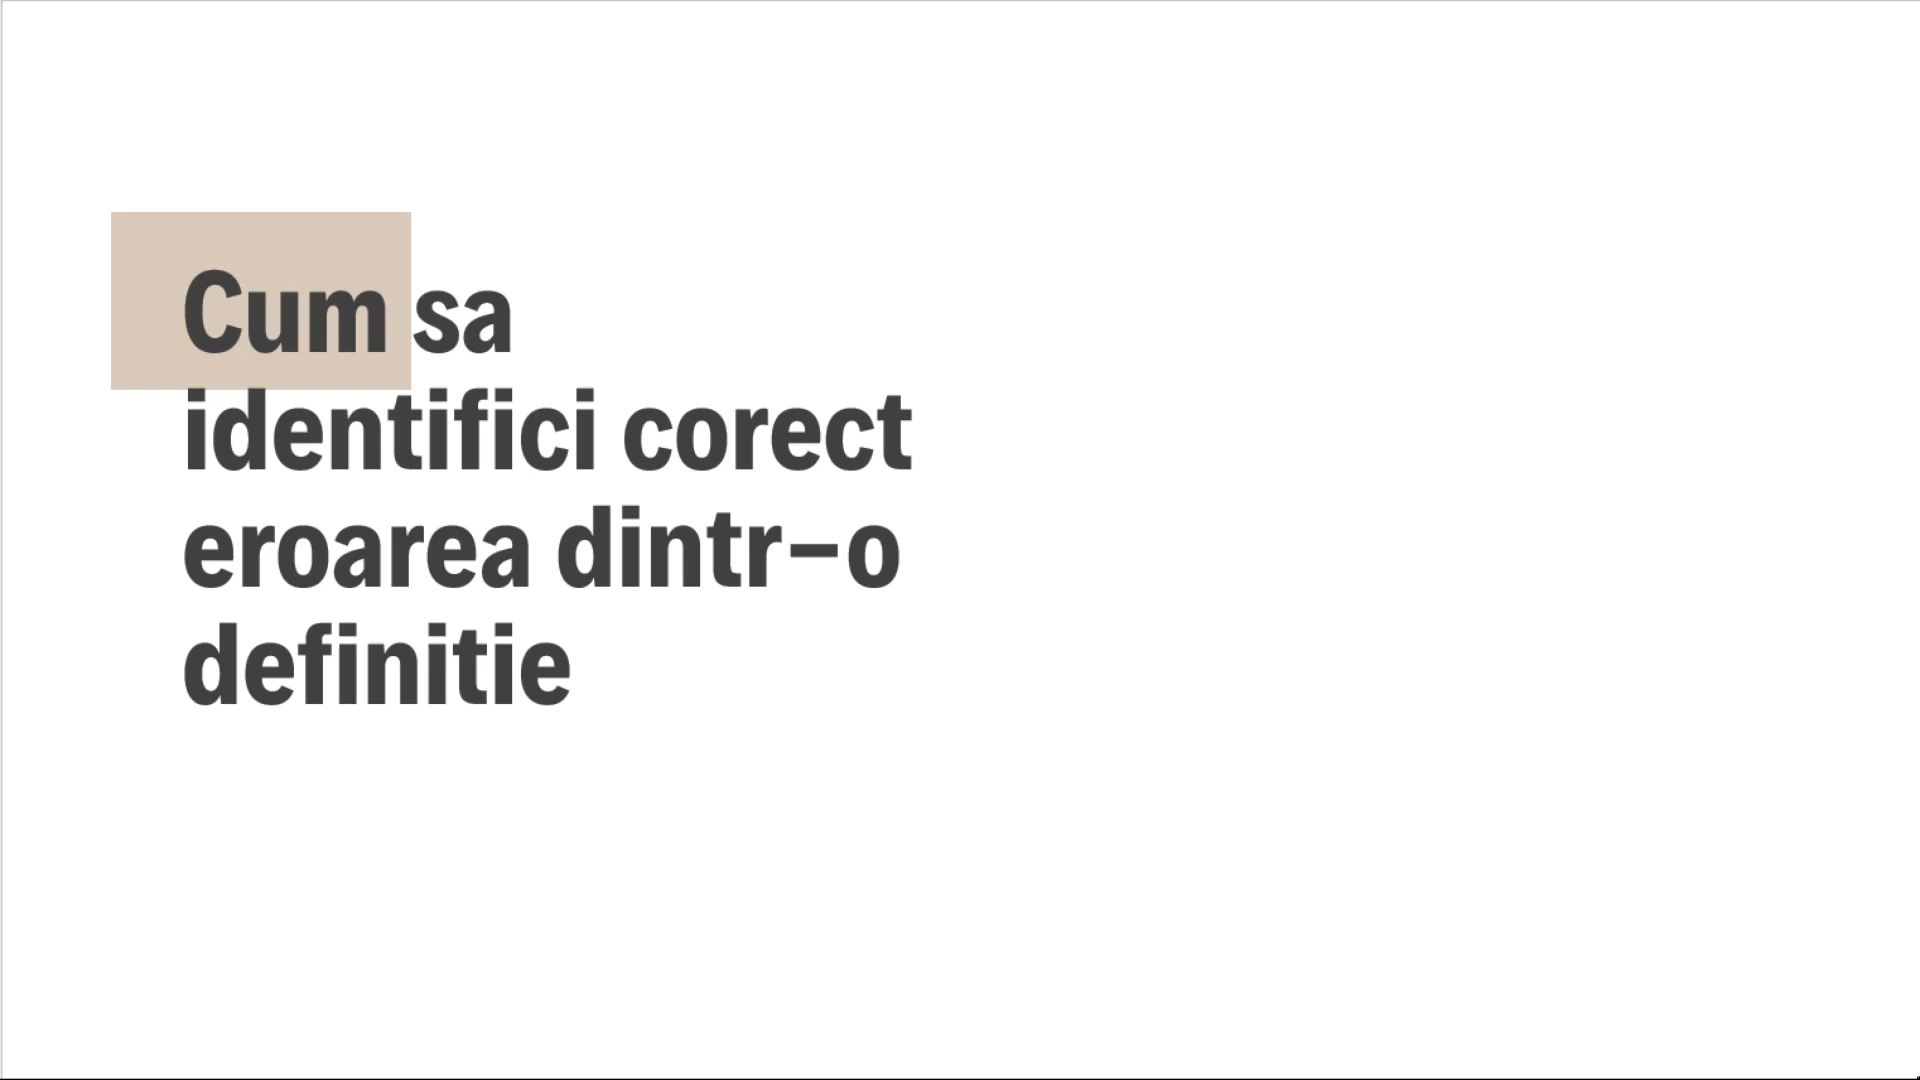 Cum sa
identifici corect
eroarea dintr-o
definitie